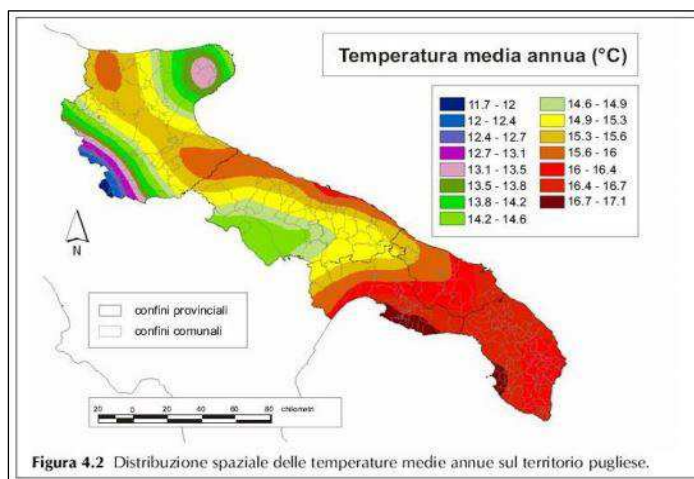 Temperatura media annua (°C)
11.7 - 12
12 - 12.4
12.4 - 12.7
12.7 - 13.1
13.1 - 13.5
13.5 - 13.8
13.8 - 14.2
14.2 - 14.6
14.6 - 14.9
14.9 - 15.3
15.3 - 15.6
15.6 - 16
16 - 16.4
16.4 - 16.7
16.7 - 17.1
N
confini provinciali
confini comunali
20 0 20 40 60 80 chilometri
Figura 4.2 Distribuzione spaziale delle temperature medie annue sul territorio pugliese.